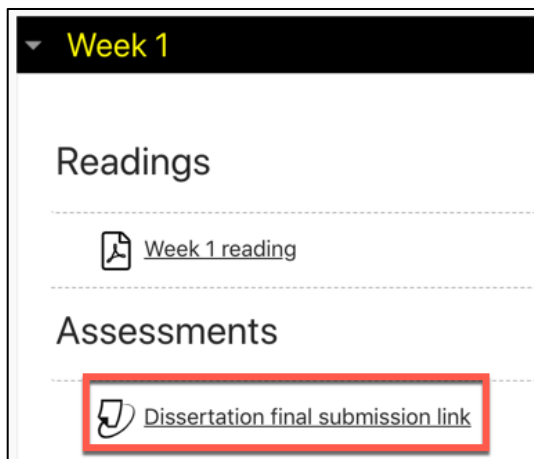 Week 1
Readings
Week 1 reading
Assessments
Dissertation final submission link